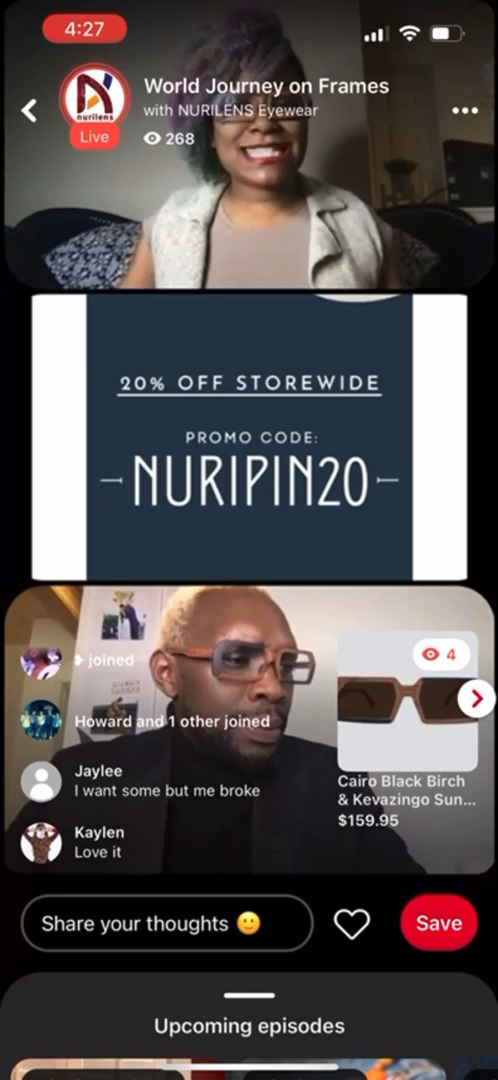 4:27
World Journey on Frames
with NURILENS Eyewear
nurilens
Live
268
20% OFF STOREWIDE
PROMO CODE:
NURIPIN20
4
joined
Howard and 1 other joined
Jaylee
I want some but me broke
Kaylen
Love it
Cairo Black Birch
& Kevazingo Sun...
$159.95
Share your thoughts 🙂
Save
Upcoming episodes